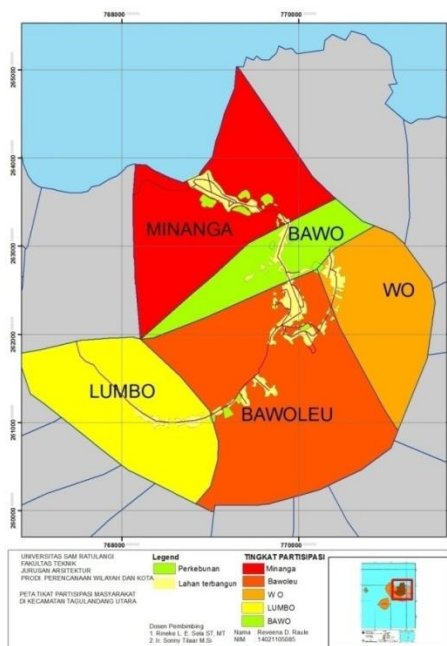 768000
770000
265000
264000
263000
262000
261000
260000
MINANGA
BAWO
WO
LUMBO
BAWOLEU
768000
770000
UNIVERSITAS SAM RATULANGI
FAKULTAS TEKNIK
JURUSAN ARSITEKTUR
PRODI. PERENCANAAN WILAYAH DAN KOTA
PETA TIKAT PARTISIPASI MASYARAKAT
DI KECAMATAN TAGULANDANG UTARA
Legend
Perkebunan
Lahan terbangun
TINGKAT PARTISIPASI
Minanga
Bawoleu
W O
LUMBO
BAWO
Dosen Pembimbing
1. Rineke L. E. Sela ST, MT
2. Ir. Sonny Tilaar M.Si
Nama Reveena D. Raule
NIM 14021105085